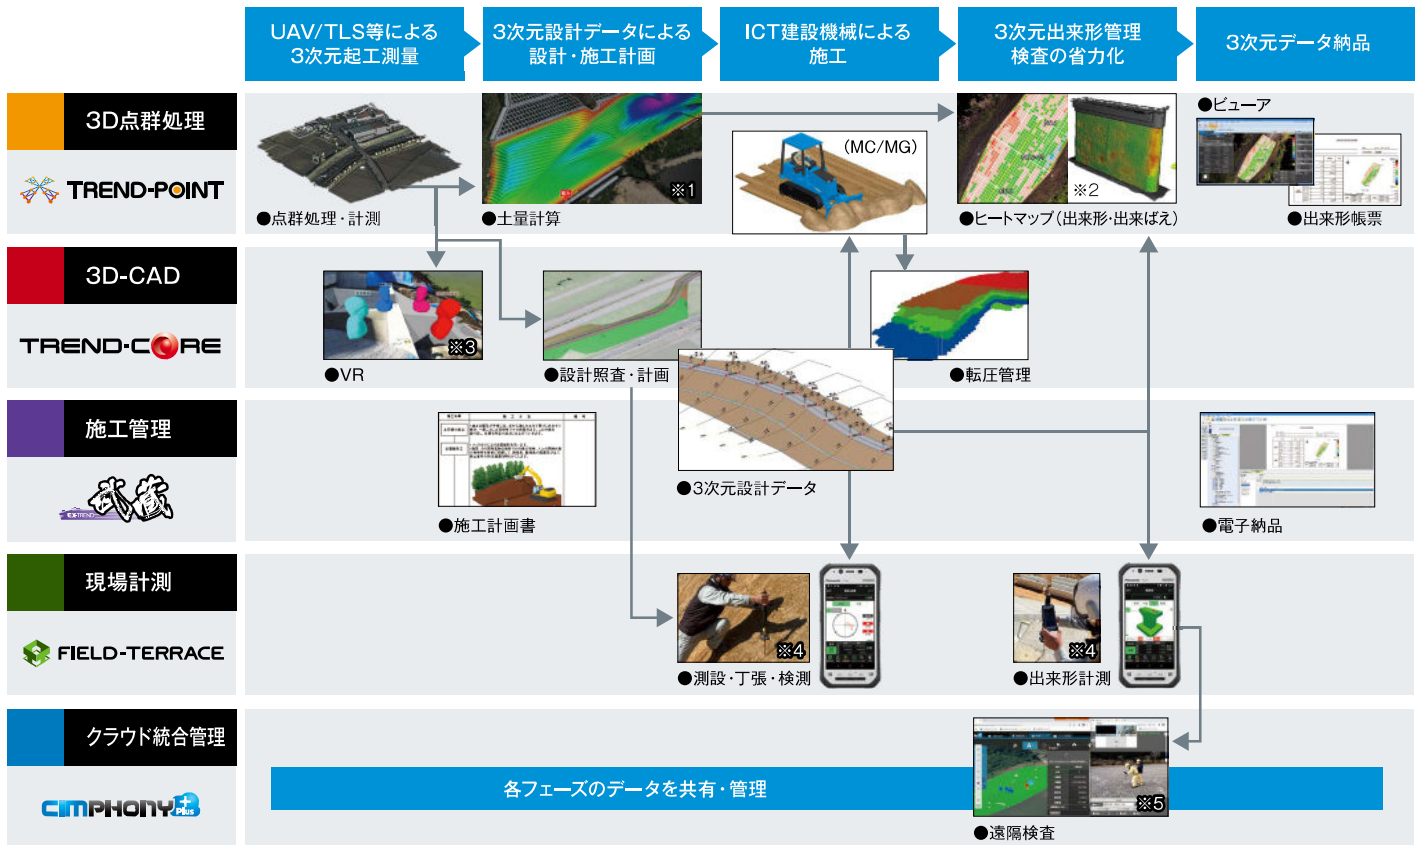 UAV/TLS等による
3次元起工測量
3次元設計データによる
設計・施工計画
ICT建設機械による
施工
3次元出来形管理
検査の省力化
3次元データ納品
3D点群処理
TREND-POINT
●点群処理・計測
※1
●土量計算
(MC/MG)
※2
●ヒートマップ(出来形・出来ばえ)
●ビューア
●出来形帳票
3D-CAD
TREND-CORE
※3
●VR
●設計照査・計画
●転圧管理
●3次元設計データ
施工管理
武蔵
●施工計画書
●電子納品
現場計測
FIELD-TERRACE
※4
●測設・丁張・検測
※4
●出来形計測
クラウド統合管理
CIMPHONY Plus
各フェーズのデータを共有・管理
※5
●遠隔検査